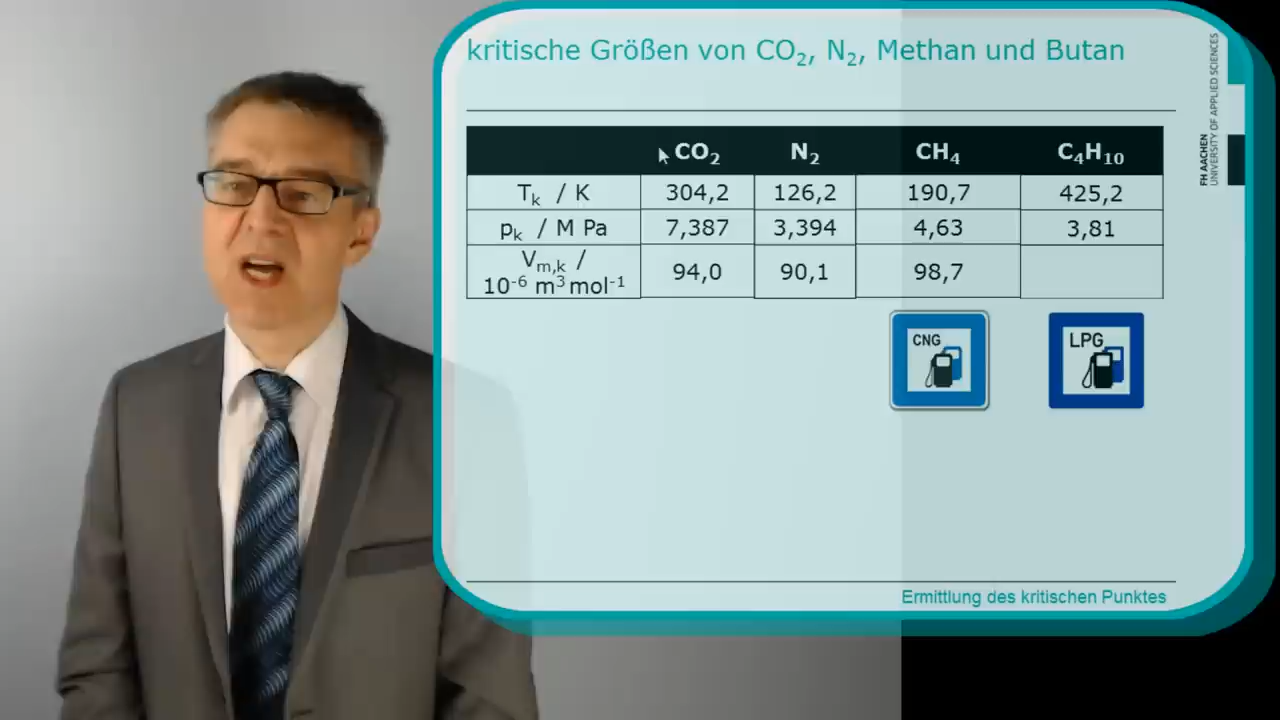 kritische Größen von CO₂, N₂, Methan und Butan
FH AACHEN
UNIVERSITY OF APPLIED SCIENCES
CO₂ N₂ CH₄ C₄H₁₀
Tₖ / K 304,2 126,2 190,7 425,2
pₖ / M Pa 7,387 3,394 4,63 3,81
Vₘ,ₖ /
10⁻⁶ m³mol⁻¹ 94,0 90,1 98,7
CNG
LPG
Ermittlung des kritischen Punktes